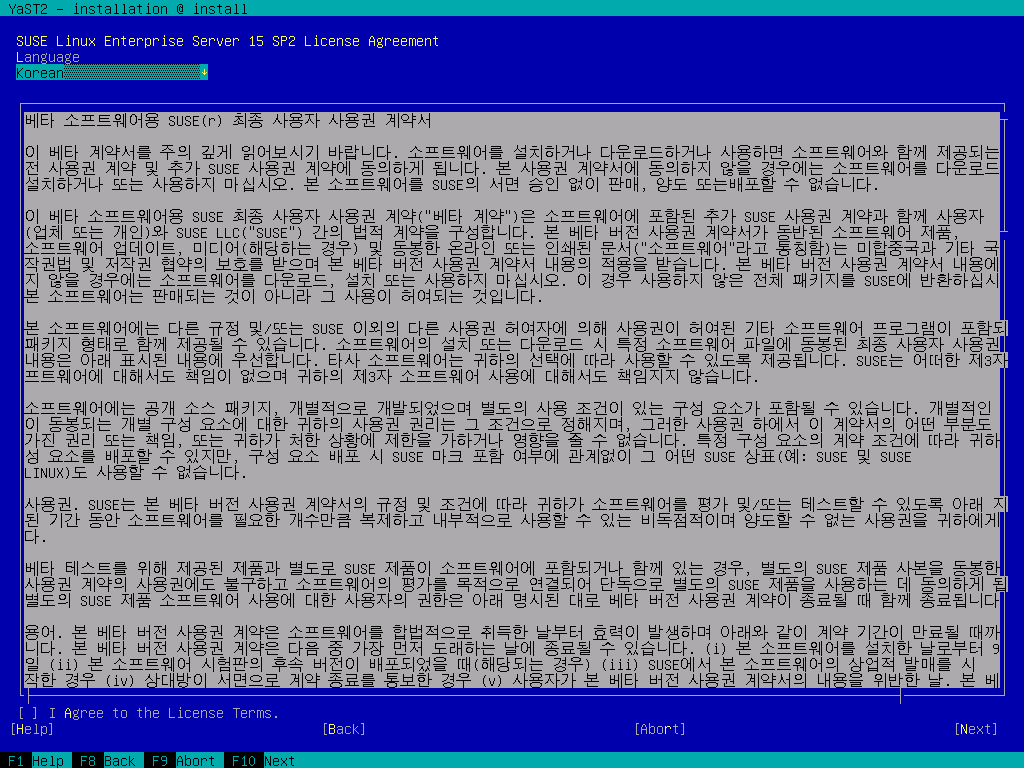 YaST2 - installation @ install
SUSE Linux Enterprise Server 15 SP2 License Agreement
Language
Korean
베타 소프트웨어용 SUSE(r) 최종 사용자 사용권 계약서
이 베타 계약서를 주의 깊게 읽어보시기 바랍니다. 소프트웨어를 설치하거나 다운로드하거나 사용하면 소프트웨어와 함께 제공되는
전 사용권 계약 및 추가 SUSE 사용권 계약에 동의하게 됩니다. 본 사용권 계약서에 동의하지 않을 경우에는 소프트웨어를 다운로드
설치하거나 또는 사용하지 마십시오. 본 소프트웨어를 SUSE의 서면 승인 없이 판매, 양도 또는배포할 수 없습니다.
이 베타 소프트웨어용 SUSE 최종 사용자 사용권 계약("베타 계약")은 소프트웨어에 포함된 추가 SUSE 사용권 계약과 함께 사용자
(업체 또는 개인)와 SUSE LLC("SUSE") 간의 법적 계약을 구성합니다. 본 베타 버전 사용권 계약서가 동반된 소프트웨어 제품,
소프트웨어 업데이트, 미디어(해당하는 경우) 및 동봉한 온라인 또는 인쇄된 문서("소프트웨어"라고 통칭함)는 미합중국과 기타 국
작권법 및 저작권 협약의 보호를 받으며 본 베타 버전 사용권 계약서 내용의 적용을 받습니다. 본 베타 버전 사용권 계약서 내용에
지 않을 경우에는 소프트웨어를 다운로드, 설치 또는 사용하지 마십시오. 이 경우 사용하지 않은 전체 패키지를 SUSE에 반환하십시
본 소프트웨어는 판매되는 것이 아니라 그 사용이 허여되는 것입니다.
본 소프트웨어에는 다른 규정 및/또는 SUSE 이외의 다른 사용권 허여자에 의해 사용권이 허여된 기타 소프트웨어 프로그램이 포함되
패키지 형태로 함께 제공될 수 있습니다. 소프트웨어의 설치 또는 다운로드 시 특정 소프트웨어 파일에 동봉된 최종 사용자 사용권
내용은 아래 표시된 내용에 우선합니다. 타사 소프트웨어는 귀하의 선택에 따라 사용할 수 있도록 제공됩니다. SUSE는 어떠한 제3자
프트웨어에 대해서도 책임이 없으며 귀하의 제3자 소프트웨어 사용에 대해서도 책임지지 않습니다.
소프트웨어에는 공개 소스 패키지, 개별적으로 개발되었으며 별도의 사용 조건이 있는 구성 요소가 포함될 수 있습니다. 개별적인
이 동봉되는 개별 구성 요소에 대한 귀하의 사용권 권리는 그 조건으로 정해지며, 그러한 사용권 하에서 이 계약서의 어떤 부분도
가진 권리 또는 책임, 또는 귀하가 처한 상황에 제한을 가하거나 영향을 줄 수 없습니다. 특정 구성 요소의 계약 조건에 따라 귀하
성 요소를 배포할 수 있지만, 구성 요소 배포 시 SUSE 마크 포함 여부에 관계없이 그 어떤 SUSE 상표(예: SUSE 및 SUSE
LINUX)도 사용할 수 없습니다.
사용권. SUSE는 본 베타 버전 사용권 계약서의 규정 및 조건에 따라 귀하가 소프트웨어를 평가 및/또는 테스트할 수 있도록 아래 지
된 기간 동안 소프트웨어를 필요한 개수만큼 복제하고 내부적으로 사용할 수 있는 비독점적이며 양도할 수 없는 사용권을 귀하에게
다.
베타 테스트를 위해 제공된 제품과 별도로 SUSE 제품이 소프트웨어에 포함되거나 함께 있는 경우, 별도의 SUSE 제품 사본을 동봉한
사용권 계약의 사용권에도 불구하고 소프트웨어의 평가를 목적으로 연결되어 단독으로 별도의 SUSE 제품을 사용하는 데 동의하게 됩
별도의 SUSE 제품 소프트웨어 사용에 대한 사용자의 권한은 아래 명시된 대로 베타 버전 사용권 계약이 종료될 때 함께 종료됩니다
용어. 본 베타 버전 사용권 계약은 소프트웨어를 합법적으로 취득한 날부터 효력이 발생하며 아래와 같이 계약 기간이 만료될 때까
니다. 본 베타 버전 사용권 계약은 다음 중 가장 먼저 도래하는 날에 종료될 수 있습니다. (i) 본 소프트웨어를 설치한 날로부터 9
일 (ii) 본 소프트웨어 시험판의 후속 버전이 배포되었을 때(해당되는 경우) (iii) SUSE에서 본 소프트웨어의 상업적 발매를 시
작한 경우 (iv) 상대방이 서면으로 계약 종료를 통보한 경우 (v) 사용자가 본 베타 버전 사용권 계약서의 내용을 위반한 날. 본 베
[ ] I Agree to the License Terms.
[Help] [Back] [Abort] [Next]
F1 Help F8 Back F9 Abort F10 Next